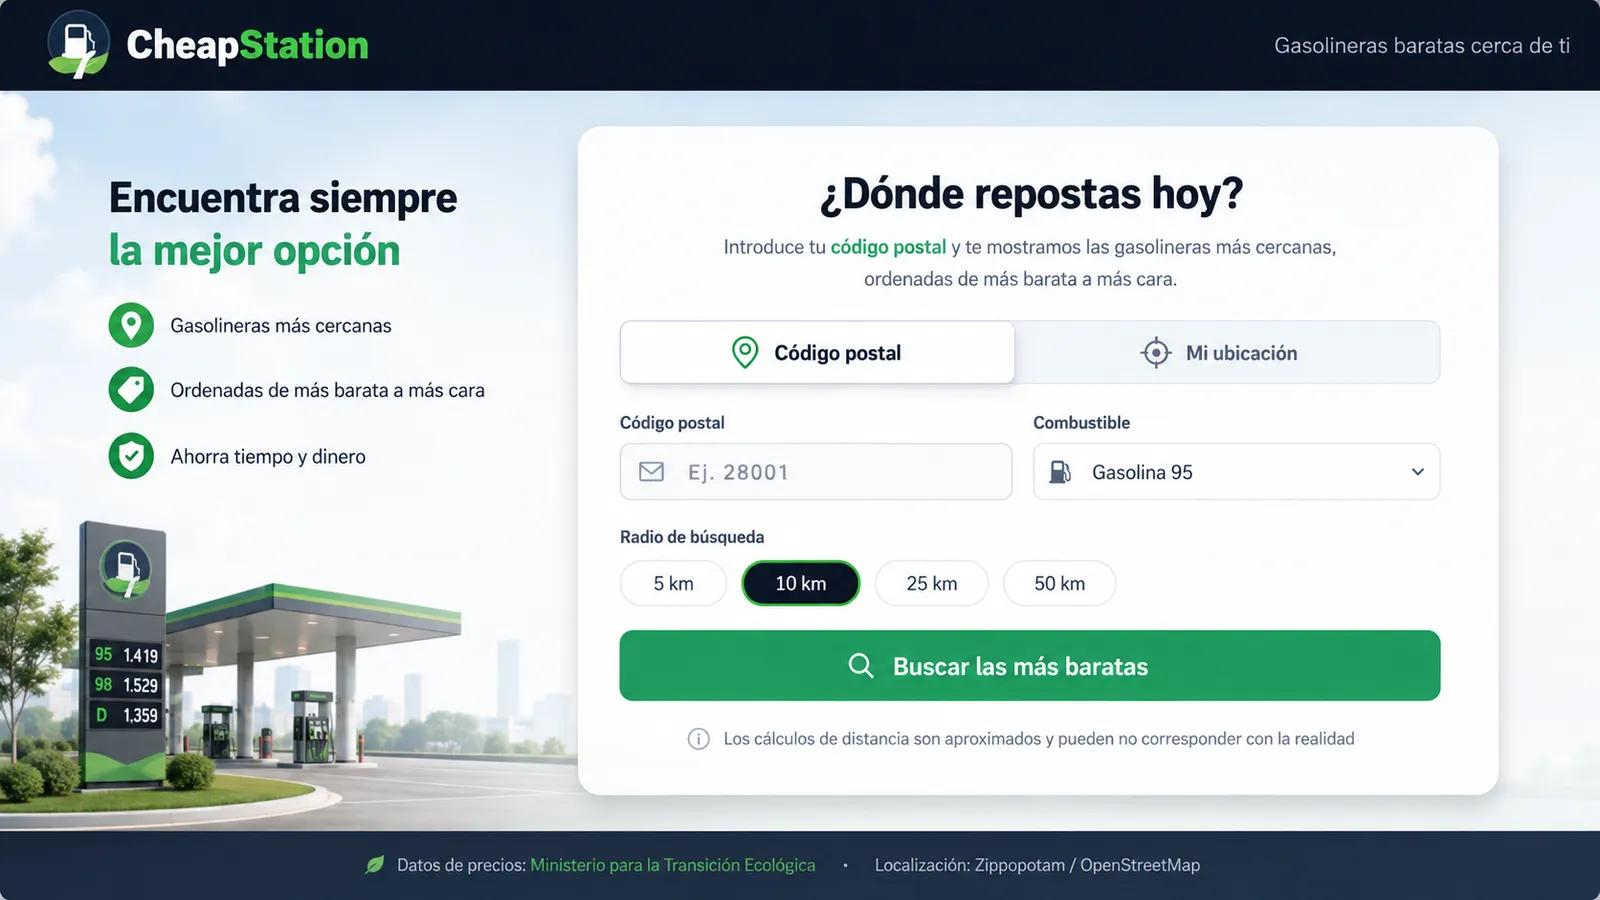 CheapStation
Gasolineras baratas cerca de ti
Encuentra siempre
la mejor opción
Gasolineras más cercanas
Ordenadas de más barata a más cara
Ahorra tiempo y dinero
95 1.419
98 1.529
D 1,359
¿Dónde repostas hoy?
Introduce tu código postal y te mostramos las gasolineras más cercanas,
ordenadas de más barata a más cara.
Código postal
Mi ubicación
Código postal
Combustible
Ej. 28001
Gasolina 95
Radio de búsqueda
5 km
10 km
25 km
50 km
Buscar las más baratas
Los cálculos de distancia son aproximados y pueden no corresponder con la realidad
Datos de precios: Ministerio para la Transición Ecológica • Localización: Zippopotam / OpenStreetMap